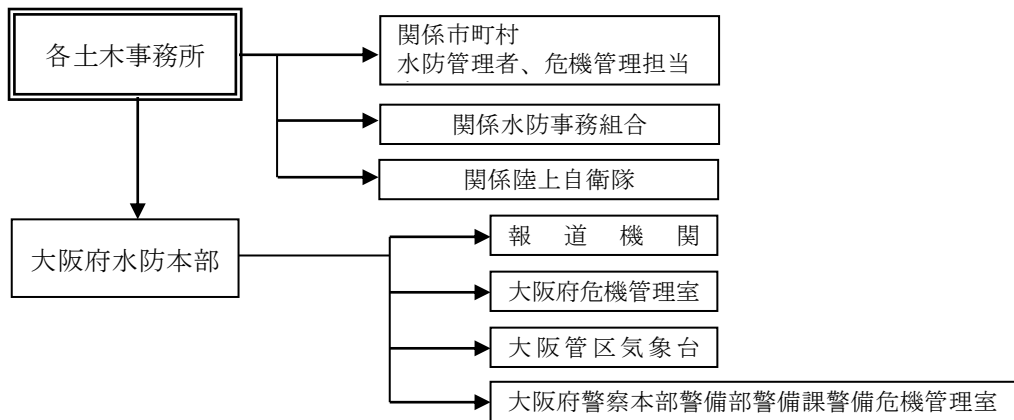 各土木事務所
関係市町村
水防管理者、危機管理担当
関係水防事務組合
関係陸上自衛隊
大阪府水防本部
報道機関
大阪府危機管理室
大阪管区気象台
大阪府警察本部警備部警備課警備危機管理室